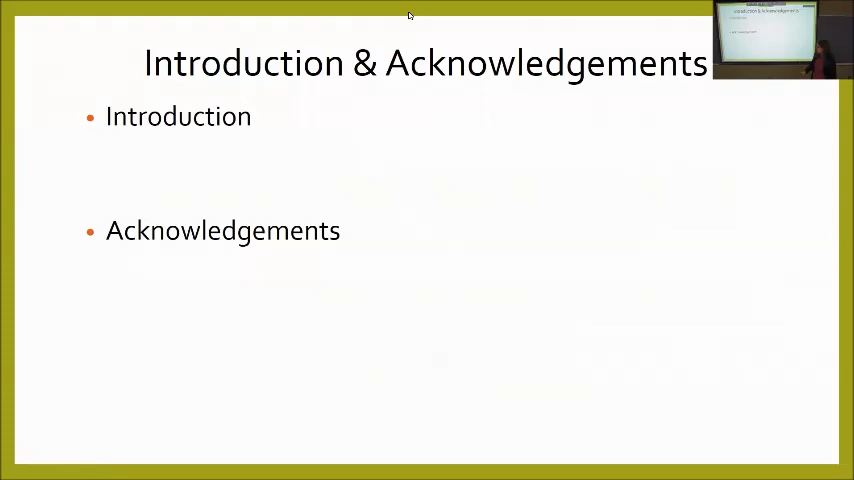 Introduction & Acknowledgements
• Introduction
• Acknowledgements